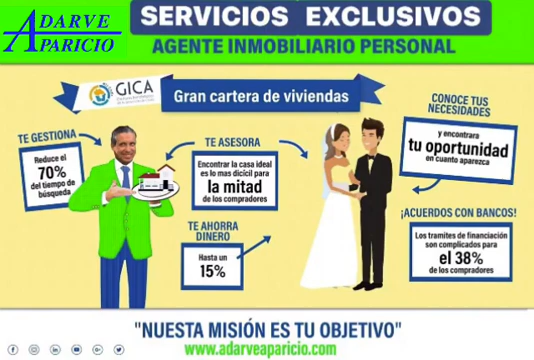 ADARVE
APARICIO
SERVICIOS EXCLUSIVOS
AGENTE INMOBILIARIO PERSONAL
GICA
Gran cartera de viviendas
CONOCE TUS
NECESIDADES
y encontrara
tu oportunidad
en cuanto aparezca
TE GESTIONA
Reduce el
70%
del tiempo de
búsqueda
TE ASESORA
Encontrar la casa ideal
es lo mas dicícil para
la mitad
de los compradores
TE AHORRA
DINERO
Hasta un
15%
¡ACUERDOS CON BANCOS!
Los tramites de financiación
son complicados para
el 38%
de los compradores
"NUESTA MISIÓN ES TU OBJETIVO"
www.adarveaparicio.com